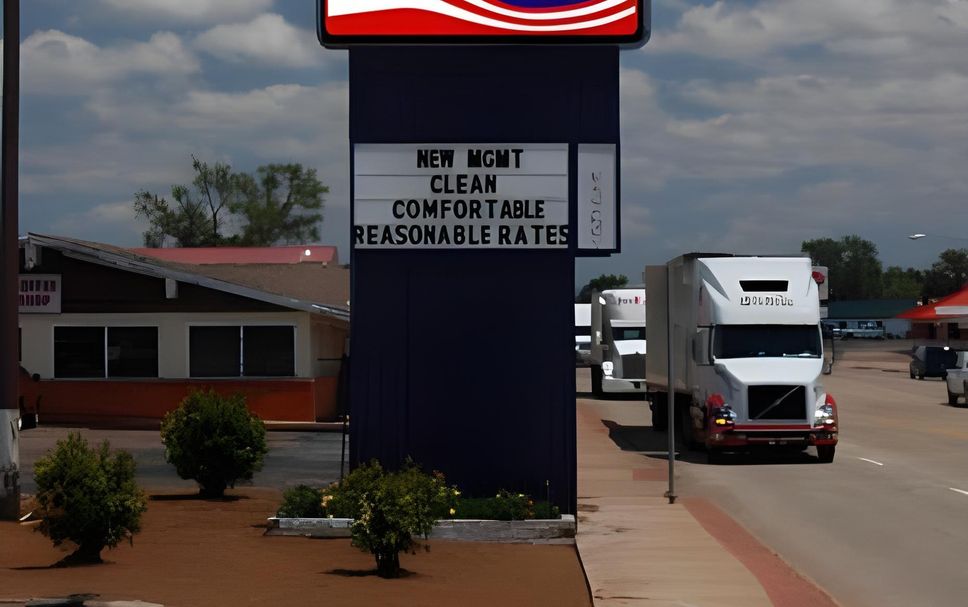 NEW MGMT
CLEAN
COMFORTABLE
REASONABLE RATES